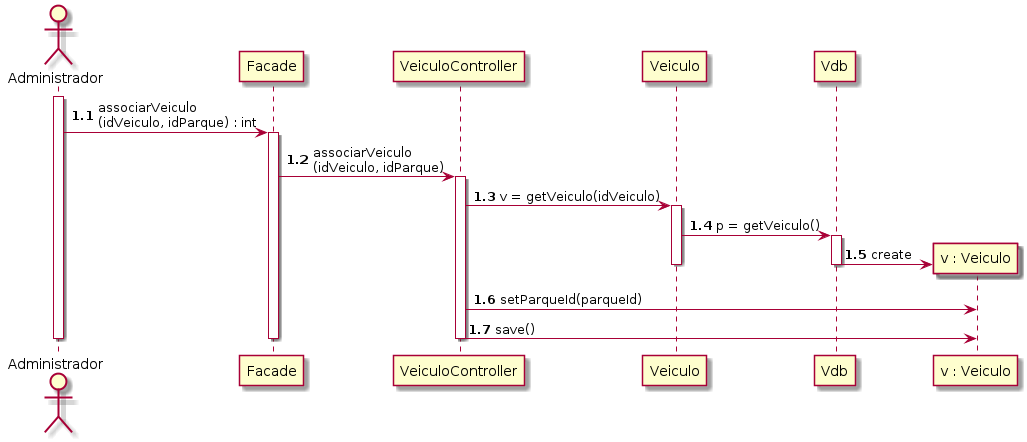 Administrador
Facade
VeiculoController
Veiculo
Vdb
1.1 associarVeiculo
(idVeiculo, idParque) : int
1.2 associarVeiculo
(idVeiculo, idParque)
1.3 v = getVeiculo(idVeiculo)
1.4 p = getVeiculo()
1.5 create
v : Veiculo
1.6 setParqueId(parqueId)
1.7 save()
Administrador
Facade
VeiculoController
Veiculo
Vdb
v : Veiculo